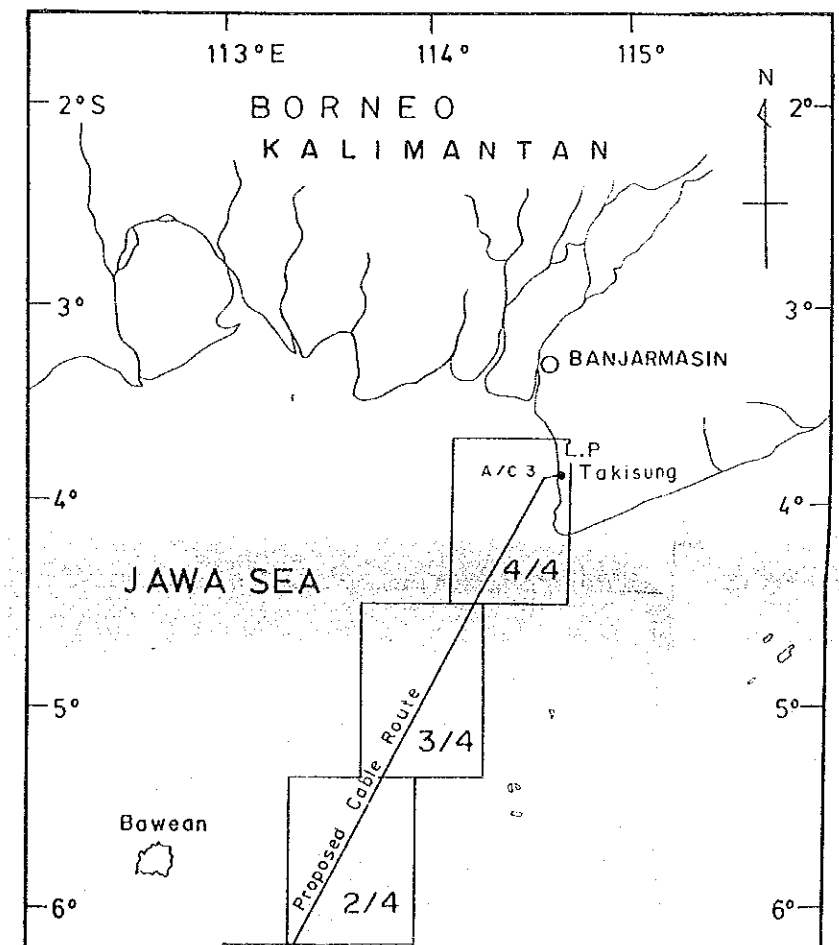 113°E 114° 115°
N
2°S 2°
BORNEO
KALIMANTAN
3° 3°
BANJARMASIN
L.P
A/C 3 Takisung
4° 4°
4/4
JAWA SEA
5° 5°
3/4
Proposed Cable Route
Bawean
2/4
6° 6°